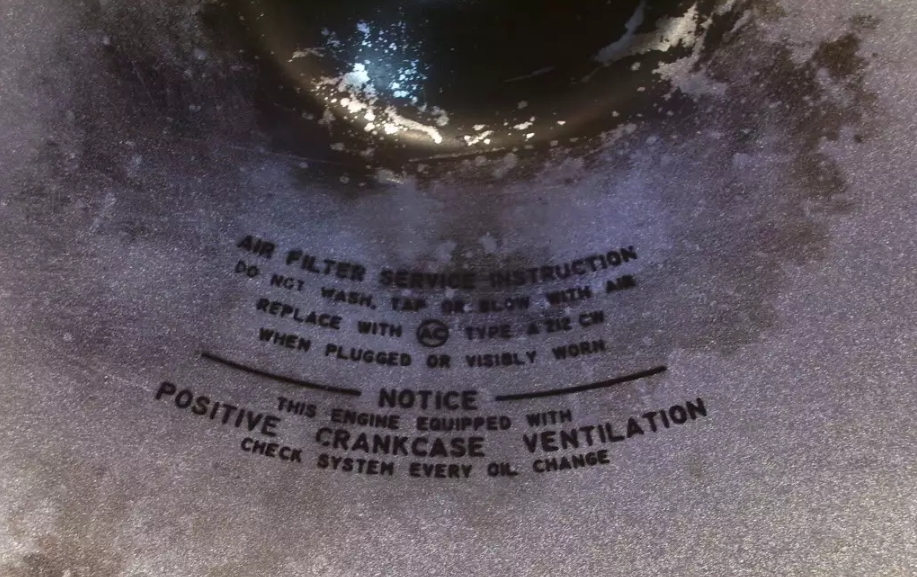 AIR FILTER SERVICE INSTRUCTION
DO NOT WASH, TAP OR BLOW WITH AIR
REPLACE WITH AC TYPE A 212 CW
WHEN PLUGGED OR VISIBLY WORN
NOTICE
THIS ENGINE EQUIPPED WITH
POSITIVE CRANKCASE VENTILATION
CHECK SYSTEM EVERY OIL CHANGE